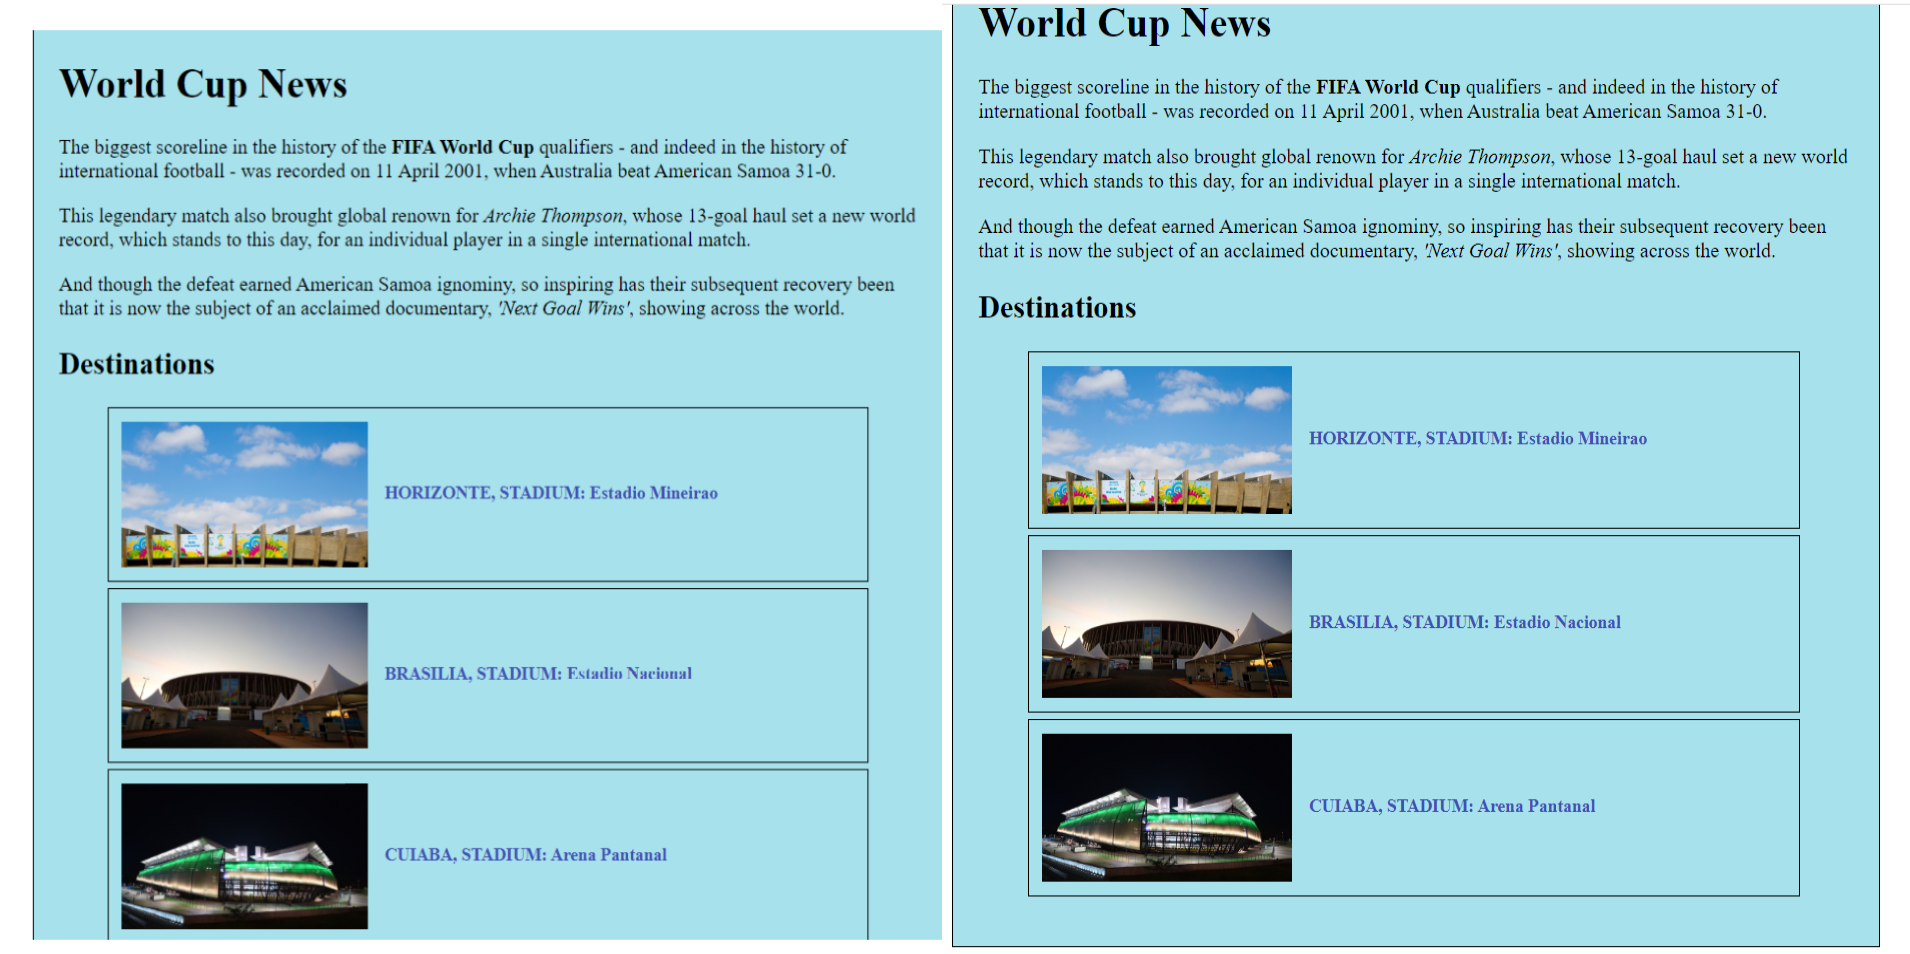 World Cup News
The biggest scoreline in the history of the FIFA World Cup qualifiers - and indeed in the history of
international football - was recorded on 11 April 2001, when Australia beat American Samoa 31-0.
This legendary match also brought global renown for Archie Thompson, whose 13-goal haul set a new world
record, which stands to this day, for an individual player in a single international match.
And though the defeat earned American Samoa ignominy, so inspiring has their subsequent recovery been
that it is now the subject of an acclaimed documentary, 'Next Goal Wins', showing across the world.
Destinations
HORIZONTE, STADIUM: Estadio Mineirao
BRASILIA, STADIUM: Estadio Nacional
CUIABA, STADIUM: Arena Pantanal
World Cup News
The biggest scoreline in the history of the FIFA World Cup qualifiers - and indeed in the history of
international football - was recorded on 11 April 2001, when Australia beat American Samoa 31-0.
This legendary match also brought global renown for Archie Thompson, whose 13-goal haul set a new world
record, which stands to this day, for an individual player in a single international match.
And though the defeat earned American Samoa ignominy, so inspiring has their subsequent recovery been
that it is now the subject of an acclaimed documentary, 'Next Goal Wins', showing across the world.
Destinations
HORIZONTE, STADIUM: Estadio Mineirao
BRASILIA, STADIUM: Estadio Nacional
CUIABA, STADIUM: Arena Pantanal